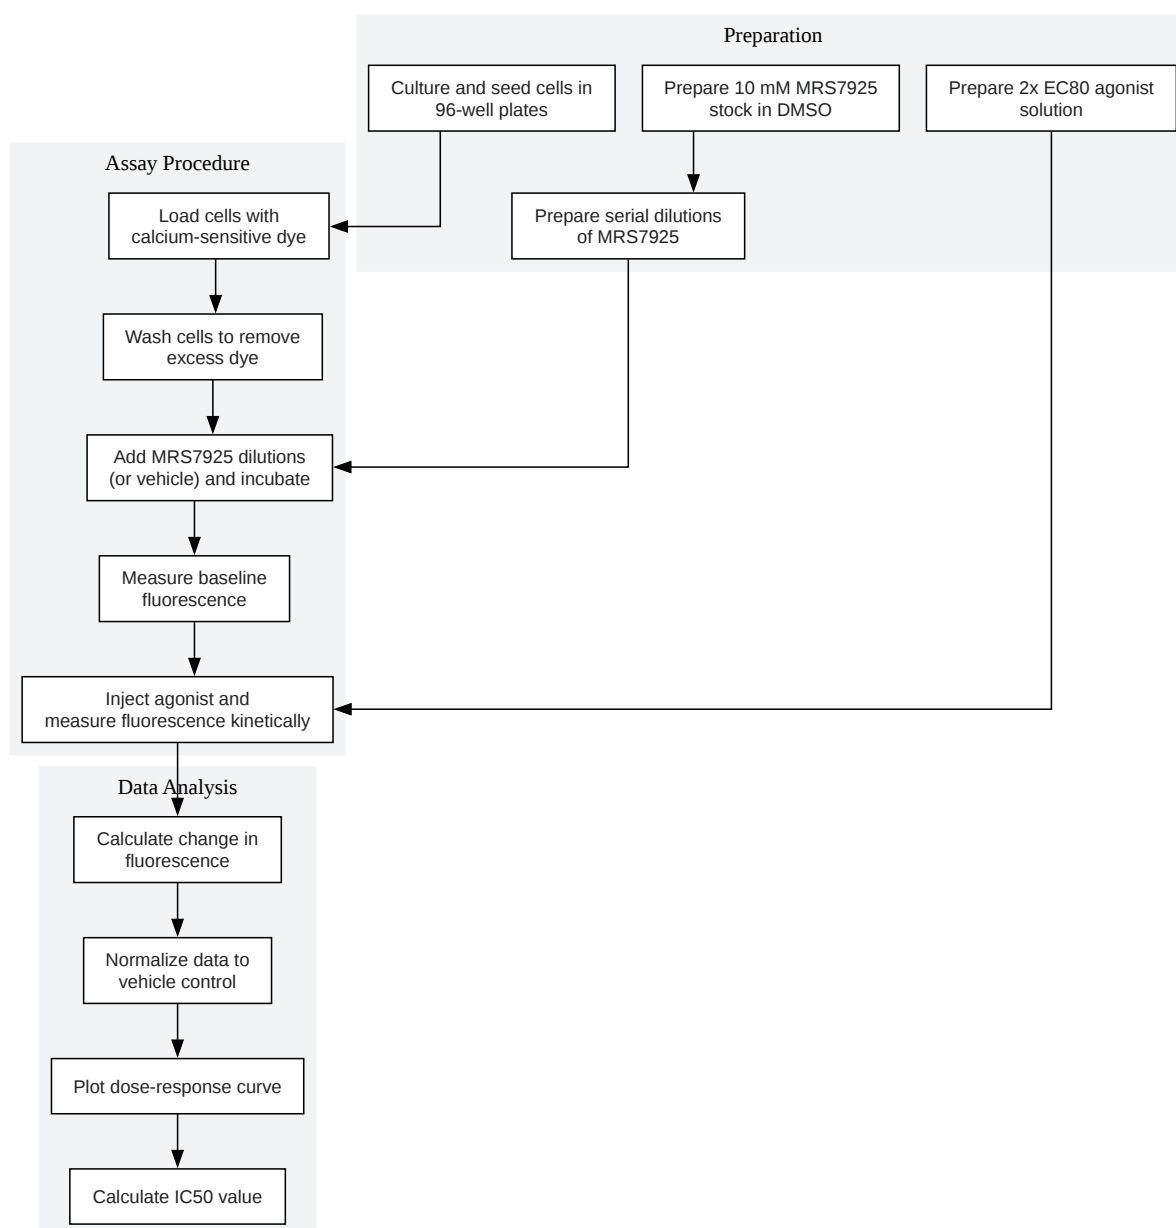 Preparation
Culture and seed cells in
96-well plates
Prepare 10 mM MRS7925
stock in DMSO
Prepare 2x EC80 agonist
solution
Prepare serial dilutions
of MRS7925
Assay Procedure
Load cells with
calcium-sensitive dye
Wash cells to remove
excess dye
Add MRS7925 dilutions
(or vehicle) and incubate
Measure baseline
fluorescence
Inject agonist and
measure fluorescence kinetically
Data Analysis
Calculate change in
fluorescence
Normalize data to
vehicle control
Plot dose-response curve
Calculate IC50 value